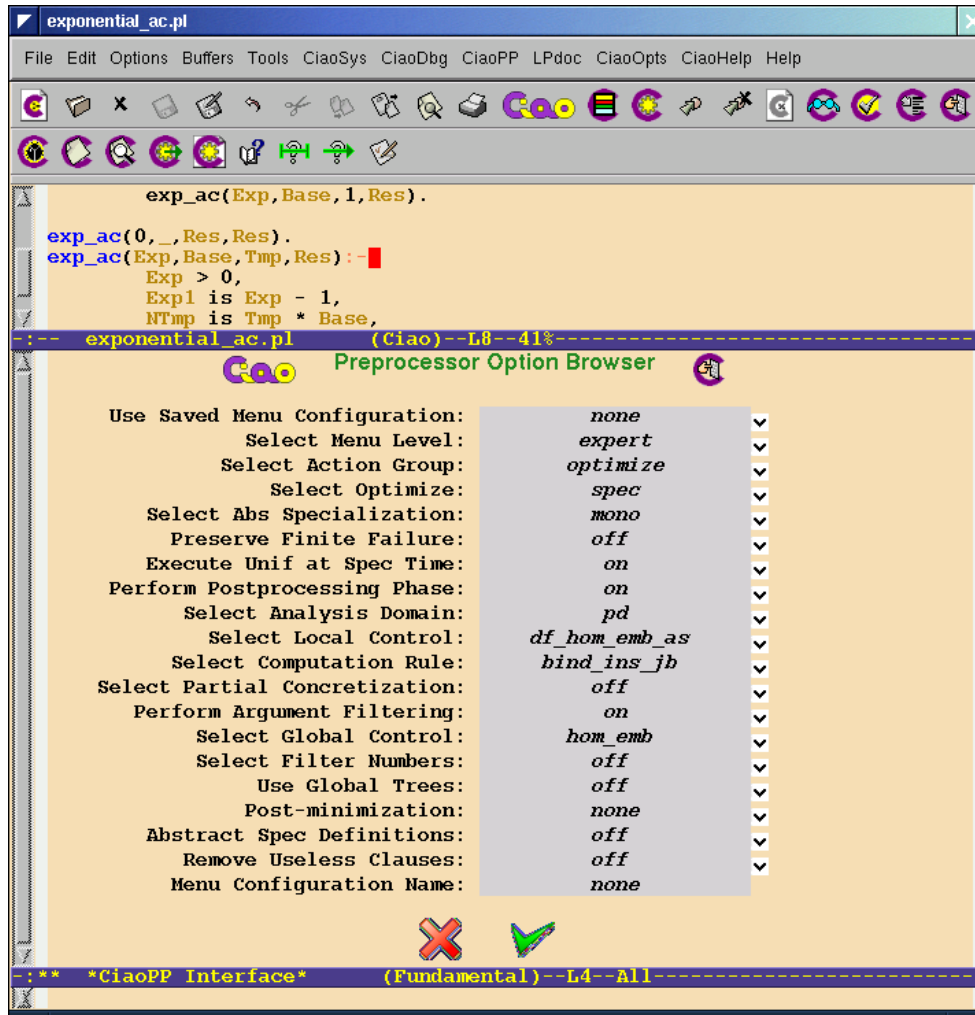 exponential_ac.pl
File Edit Options Buffers Tools CiaoSys CiaoDbg CiaoPP LPdoc CiaoOpts CiaoHelp Help
Ciao
exp_ac(Exp,Base,1,Res).
exp_ac(0,_,Res,Res).
exp_ac(Exp,Base,Tmp,Res):-
Exp > 0,
Exp1 is Exp - 1,
NTmp is Tmp * Base,
-:-- exponential_ac.pl (Ciao)--L8--41%----------------------------------
Ciao Preprocessor Option Browser
Use Saved Menu Configuration: none
Select Menu Level: expert
Select Action Group: optimize
Select Optimize: spec
Select Abs Specialization: mono
Preserve Finite Failure: off
Execute Unif at Spec Time: on
Perform Postprocessing Phase: on
Select Analysis Domain: pd
Select Local Control: df_hom_emb_as
Select Computation Rule: bind_ins_jb
Select Partial Concretization: off
Perform Argument Filtering: on
Select Global Control: hom_emb
Select Filter Numbers: off
Use Global Trees: off
Post-minimization: none
Abstract Spec Definitions: off
Remove Useless Clauses: off
Menu Configuration Name: none
-:** *CiaoPP Interface* (Fundamental)--L4--All--------------------------